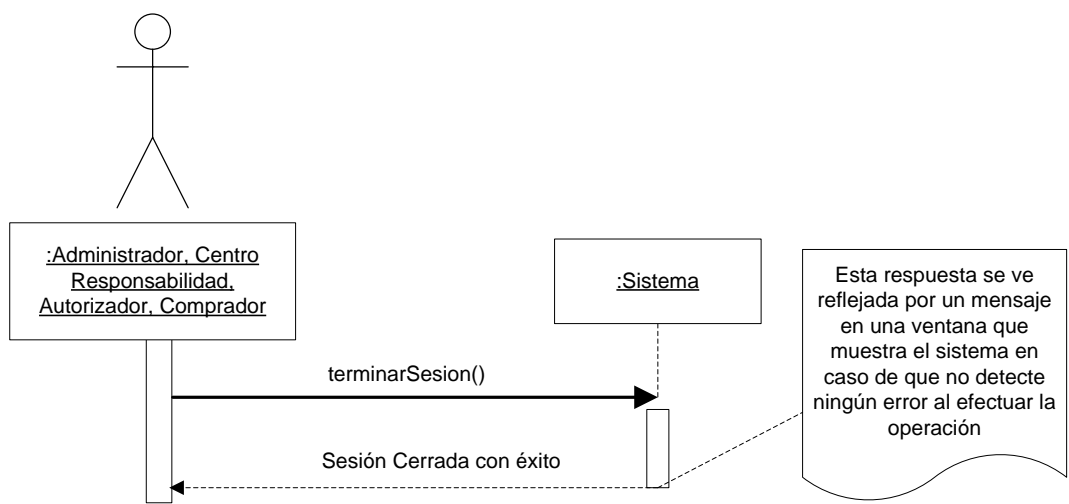 :Administrador, Centro
Responsabilidad,
Autorizador, Comprador
:Sistema
Esta respuesta se ve
reflejada por un mensaje
en una ventana que
muestra el sistema en
caso de que no detecte
ningún error al efectuar la
operación
terminarSesion()
Sesión Cerrada con éxito